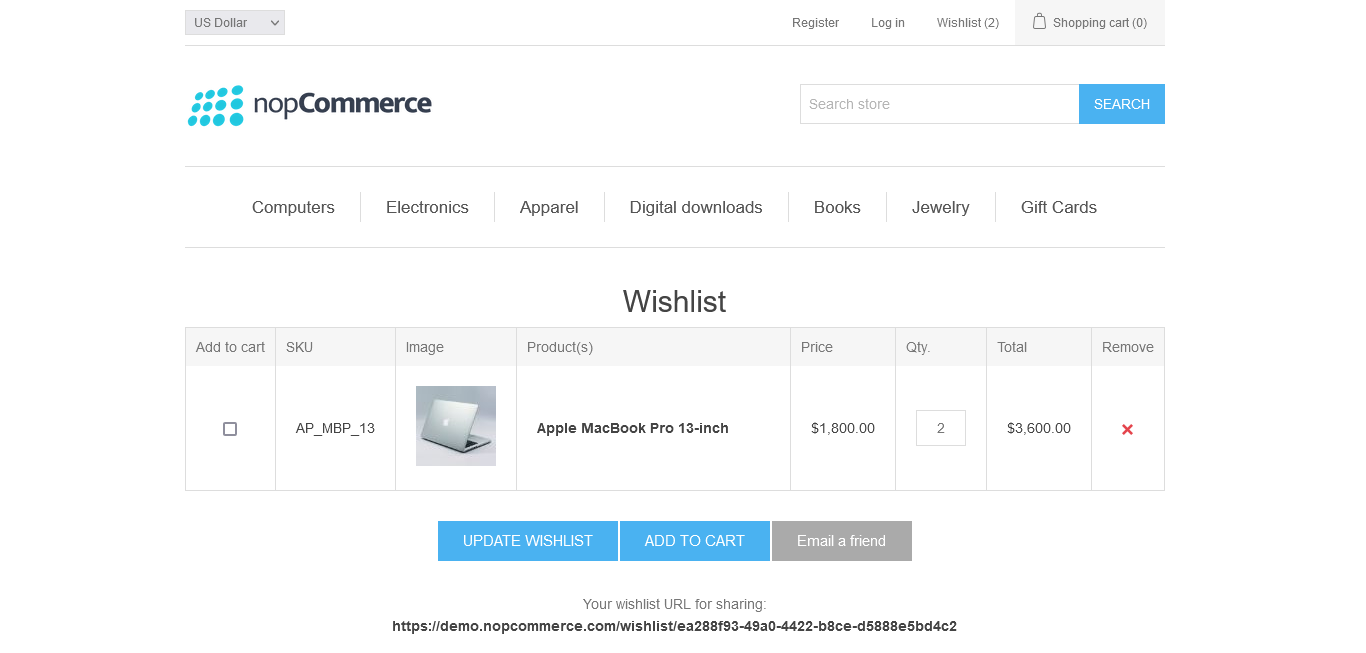 US Dollar
Register
Log in
Wishlist (2)
Shopping cart (0)
nopCommerce
Search store
SEARCH
Computers
Electronics
Apparel
Digital downloads
Books
Jewelry
Gift Cards
Wishlist
Add to cart SKU Image Product(s) Price Qty. Total Remove
AP_MBP_13 Apple MacBook Pro 13-inch $1,800.00 2 $3,600.00
UPDATE WISHLIST
ADD TO CART
Email a friend
Your wishlist URL for sharing:
https://demo.nopcommerce.com/wishlist/ea288f93-49a0-4422-b8ce-d5888e5bd4c2